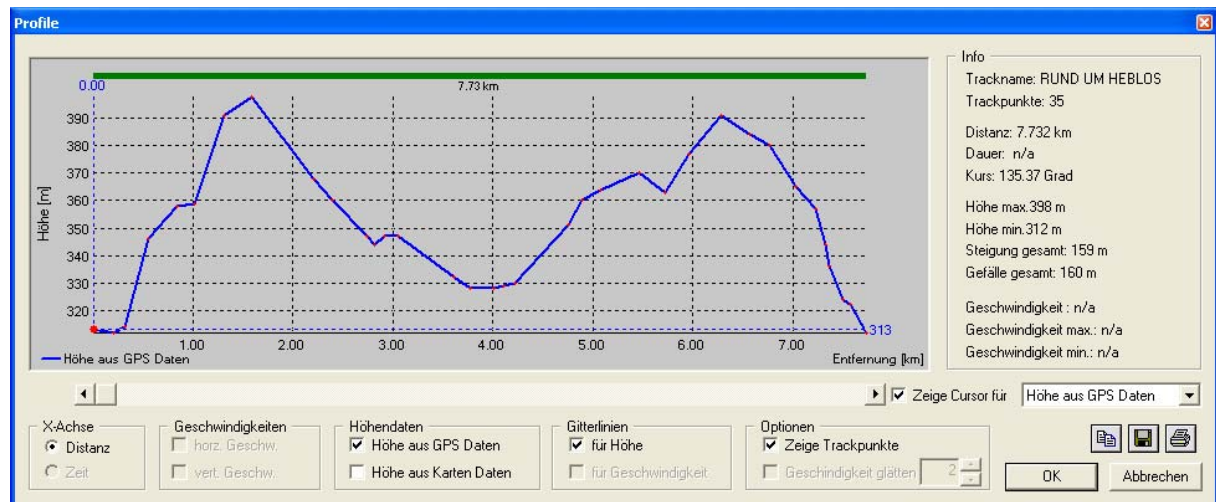 Profile
0.00
7.73 km
390
380
370
360
350
340
330
320
Höhe [m]
313
1.00 2.00 3.00 4.00 5.00 6.00 7.00
Höhe aus GPS Daten
Entfernung [km]
Info
Trackname: RUND UM HEBLOS
Trackpunkte: 35
Distanz: 7.732 km
Dauer: n/a
Kurs: 135.37 Grad
Höhe max.398 m
Höhe min.312 m
Steigung gesamt: 159 m
Gefälle gesamt: 160 m
Geschwindigkeit : n/a
Geschwindigkeit max.: n/a
Geschwindigkeit min.: n/a
Zeige Cursor für Höhe aus GPS Daten
X-Achse
Distanz
Zeit
Geschwindigkeiten
horz. Geschw.
vert. Geschw.
Höhendaten
Höhe aus GPS Daten
Höhe aus Karten Daten
Gitterlinien
für Höhe
für Geschwindigkeit
Optionen
Zeige Trackpunkte
Geschindigkeit glätten 2
OK
Abbrechen